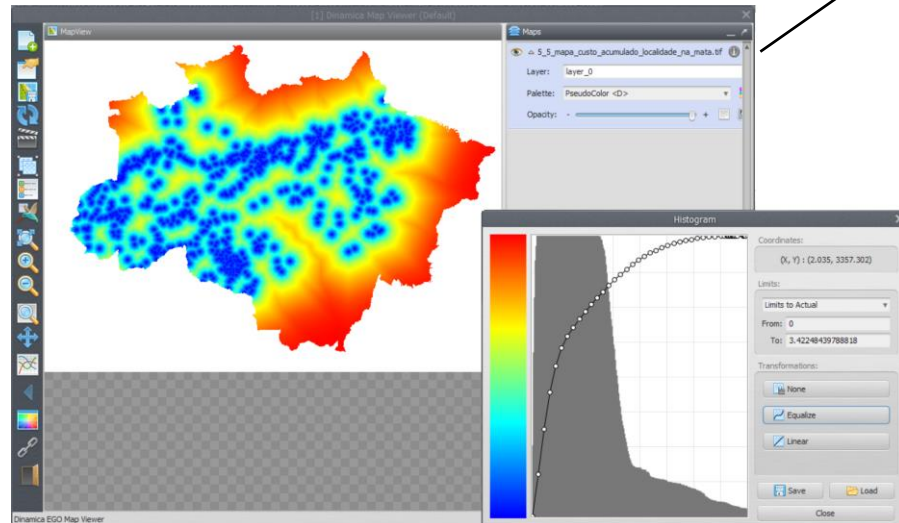 [1] Dinamica Map Viewer (Default)
MapView
Maps
5_5_mapa_custo_acumulado_localidade_na_mata.tif
Layer: layer_0
Palette: PseudoColor <D>
Opacity: - +
Histogram
Coordinates:
(X, Y) : (2.035, 3357.302)
Limits:
Limits to Actual
From: 0
To: 3.42248439788818
Transformations:
None
Equalize
Linear
Save Load
Close
Dinamica EGO Map Viewer